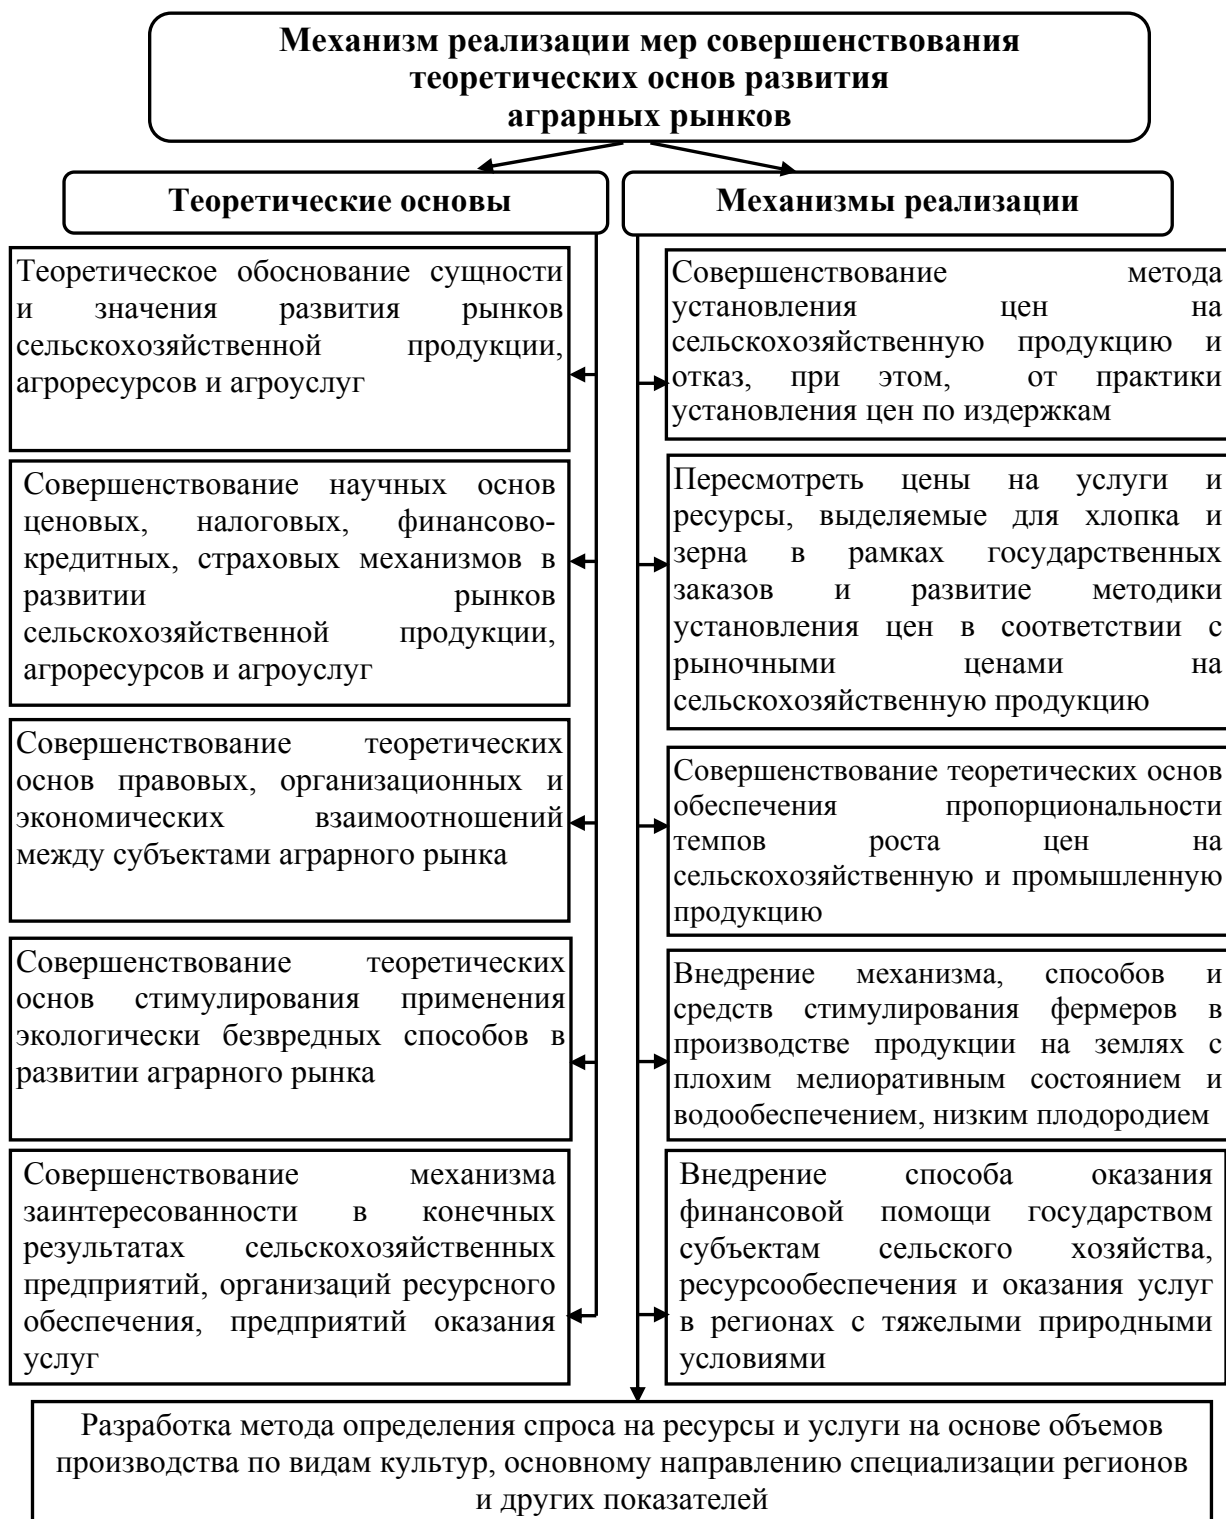 Механизм реализации мер совершенствования
теоретических основ развития
аграрных рынков
Теоретические основы
Механизмы реализации
Теоретическое обоснование сущности
и значения развития рынков
сельскохозяйственной продукции,
агроресурсов и агроуслуг
Совершенствование научных основ
ценовых, налоговых, финансово-
кредитных, страховых механизмов в
развитии рынков
сельскохозяйственной продукции,
агроресурсов и агроуслуг
Совершенствование теоретических
основ правовых, организационных и
экономических взаимоотношений
между субъектами аграрного рынка
Совершенствование теоретических
основ стимулирования применения
экологически безвредных способов в
развитии аграрного рынка
Совершенствование механизма
заинтересованности в конечных
результатах сельскохозяйственных
предприятий, организаций ресурсного
обеспечения, предприятий оказания
услуг
Совершенствование метода
установления цен на
сельскохозяйственную продукцию и
отказ, при этом, от практики
установления цен по издержкам
Пересмотреть цены на услуги и
ресурсы, выделяемые для хлопка и
зерна в рамках государственных
заказов и развитие методики
установления цен в соответствии с
рыночными ценами на
сельскохозяйственную продукцию
Совершенствование теоретических основ
обеспечения пропорциональности
темпов роста цен на
сельскохозяйственную и промышленную
продукцию
Внедрение механизма, способов и
средств стимулирования фермеров в
производстве продукции на землях с
плохим мелиоративным состоянием и
водообеспечением, низким плодородием
Внедрение способа оказания
финансовой помощи государством
субъектам сельского хозяйства,
ресурсообеспечения и оказания услуг
в регионах с тяжелыми природными
условиями
Разработка метода определения спроса на ресурсы и услуги на основе объемов
производства по видам культур, основному направлению специализации регионов
и других показателей